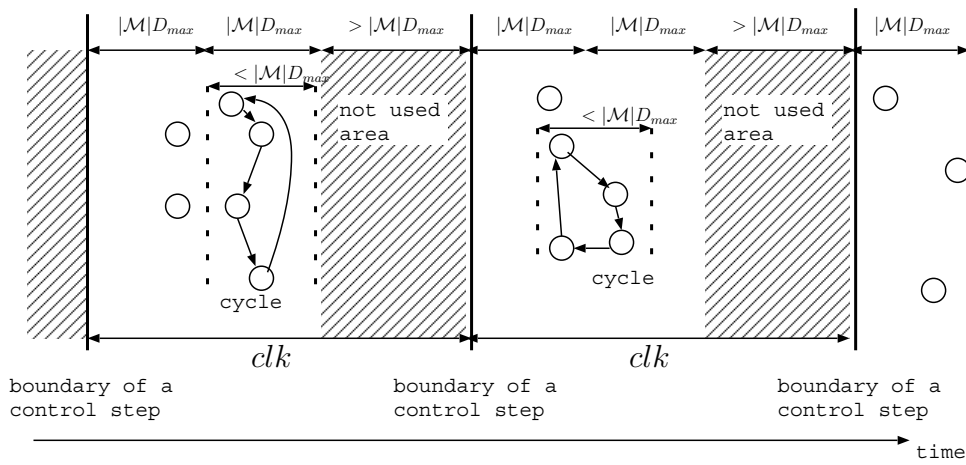 |M|D_max |M|D_max > |M|D_max |M|D_max |M|D_max > |M|D_max |M|D_max
< |M|D_max
not used
area
< |M|D_max
not used
area
cycle
cycle
clk
clk
boundary of a
control step
boundary of a
control step
boundary of a
control step
time